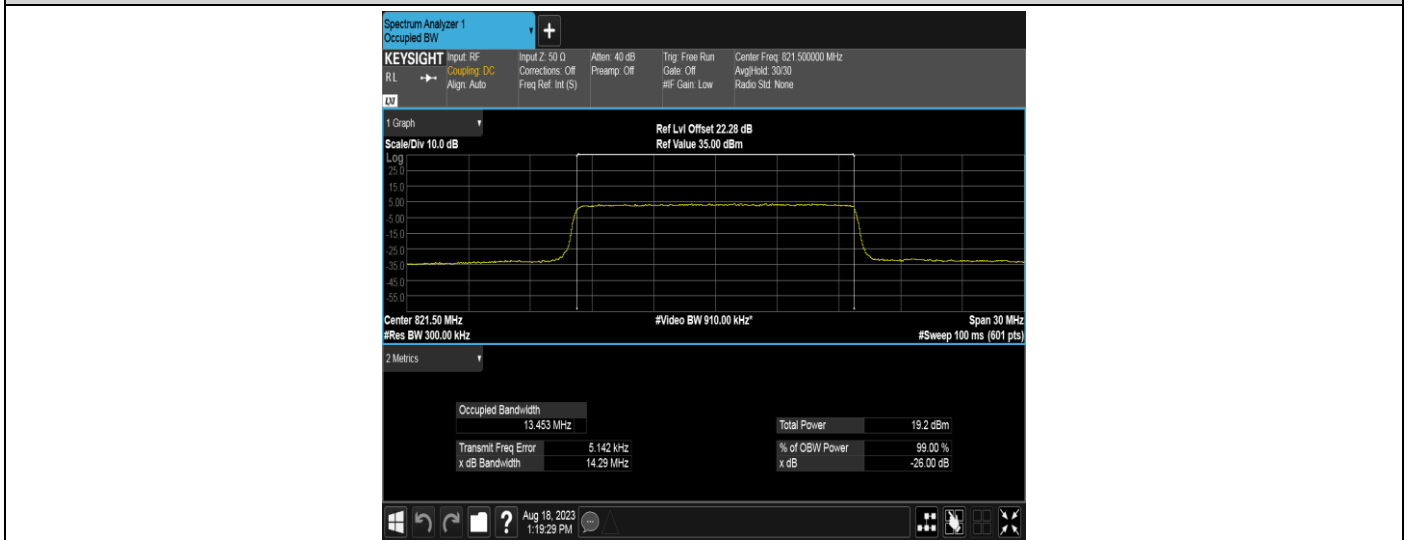 Spectrum Analyzer 1
Occupied BW
+
KEYSIGHT
RL
LXI
Input: RF
Coupling: DC
Align: Auto
Input Z: 50 Ω
Corrections: Off
Freq Ref: Int (S)
Atten: 40 dB
Preamp: Off
Trig: Free Run
Gate: Off
#IF Gain: Low
Center Freq: 821.500000 MHz
Avg|Hold: 30/30
Radio Std: None
1 Graph
Scale/Div 10.0 dB
Ref Lvl Offset 22.28 dB
Ref Value 35.00 dBm
Log
25.0
15.0
5.00
-5.00
-15.0
-25.0
-35.0
-45.0
-55.0
Center 821.50 MHz
#Video BW 910.00 kHz*
Span 30 MHz
#Res BW 300.00 kHz
#Sweep 100 ms (601 pts)
2 Metrics
Occupied Bandwidth
13.453 MHz
Total Power 19.2 dBm
Transmit Freq Error 5.142 kHz
% of OBW Power 99.00 %
x dB Bandwidth 14.29 MHz
x dB -26.00 dB
?
Aug 18, 2023
1:19:29 PM